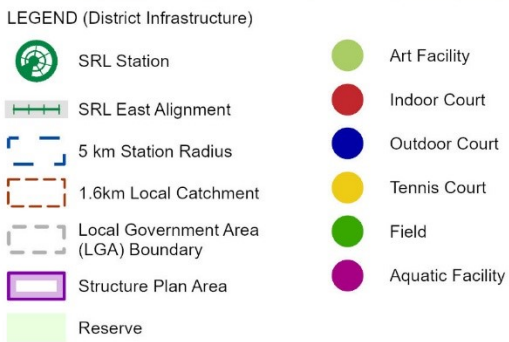 LEGEND (District Infrastructure)
SRL Station
SRL East Alignment
5 km Station Radius
1.6km Local Catchment
Local Government Area
(LGA) Boundary
Structure Plan Area
Reserve
Art Facility
Indoor Court
Outdoor Court
Tennis Court
Field
Aquatic Facility